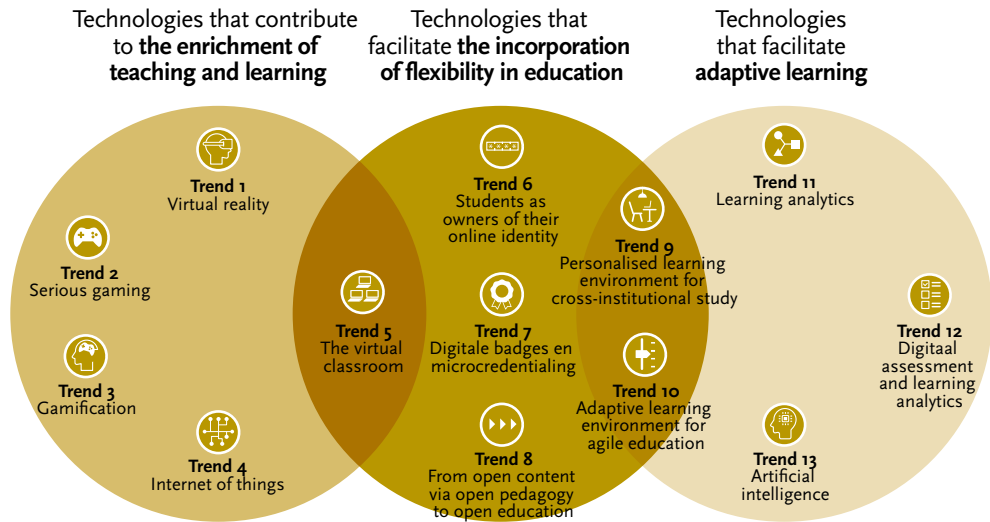 Technologies that contribute
to the enrichment of
teaching and learning
Technologies that
facilitate the incorporation
of flexibility in education
Technologies
that facilitate
adaptive learning
Trend 1
Virtual reality
Trend 2
Serious gaming
Trend 3
Gamification
Trend 4
Internet of things
Trend 5
The virtual
classroom
Trend 6
Students as
owners of their
online identity
Trend 7
Digitale badges en
microcredentialing
Trend 8
From open content
via open pedagogy
to open education
Trend 9
Personalised learning
environment for
cross-institutional study
Trend 10
Adaptive learning
environment for
agile education
Trend 11
Learning analytics
Trend 12
Digitaal
assessment
and learning
analytics
Trend 13
Artificial
intelligence